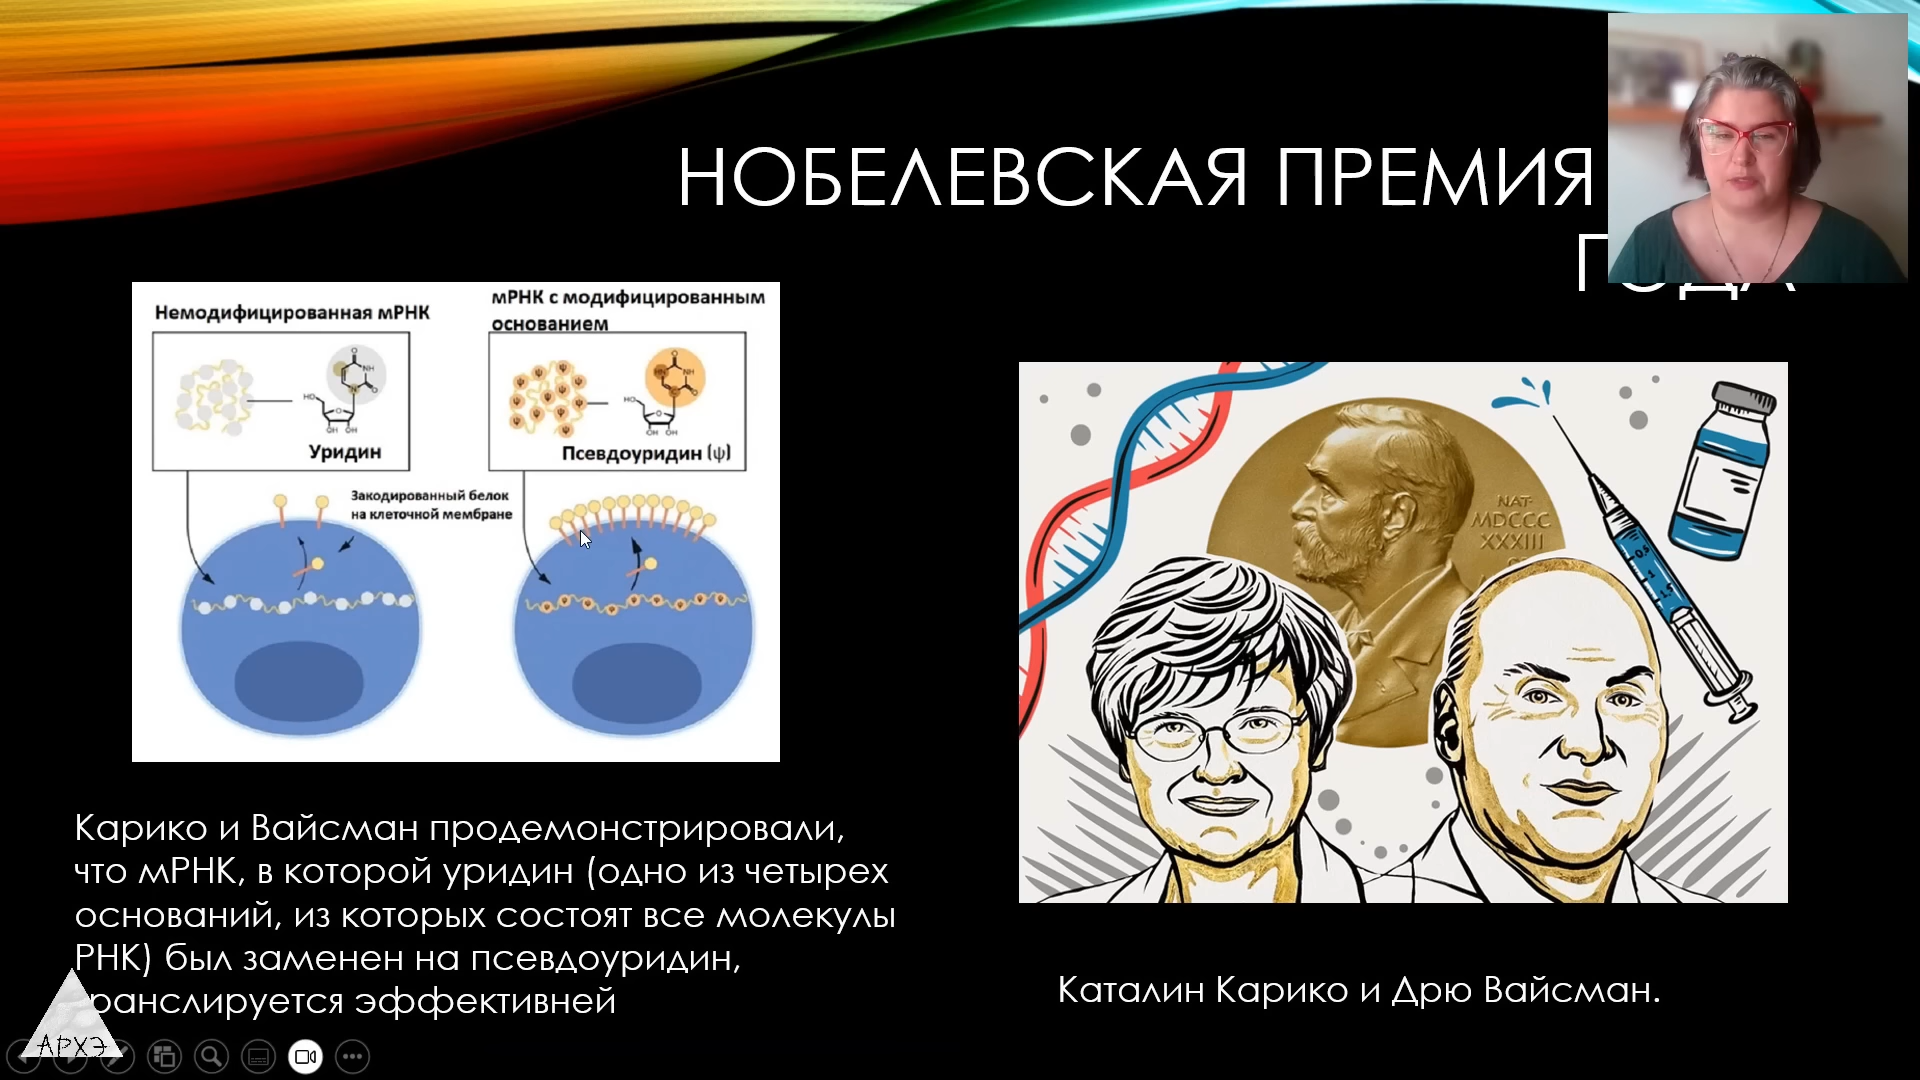 НОБЕЛЕВСКАЯ ПРЕМИЯ
ГОДА
Немодифицированная мРНК
Уридин
мРНК с модифицированным
основанием
Псевдоуридин (ψ)
Закодированный белок
на клеточной мембране
NAT
MDCCC
XXXIII
Карико и Вайсман продемонстрировали,
что мРНК, в которой уридин (одно из четырех
оснований, из которых состоят все молекулы
РНК) был заменен на псевдоуридин,
транслируется эффективней
Каталин Карико и Дрю Вайсман.
АРХЭ